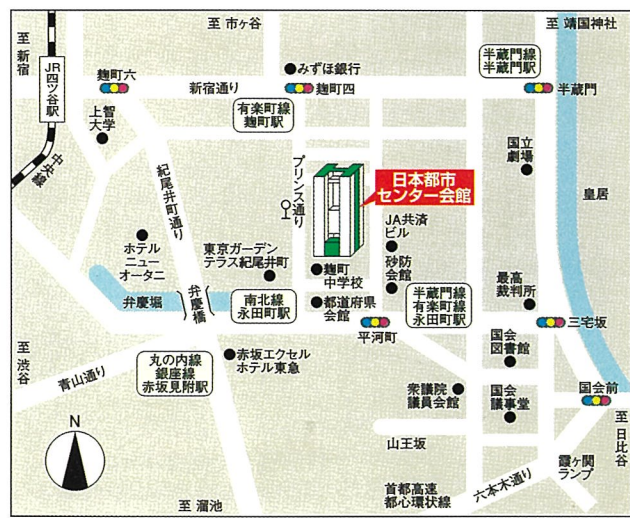 至 市ヶ谷
至 靖国神社
至 新宿
JR四ツ谷駅
中央線
麹町六
みずほ銀行
半蔵門線
半蔵門駅
新宿通り
麹町四
半蔵門
上智
大学
有楽町線
麹町駅
国立
劇場
紀尾井町通り
プリンス通り
日本都市
センター会館
皇居
JA共済
ビル
ホテル
ニュー
オータニ
東京ガーデン
テラス紀尾井町
麹町
中学校
砂防
会館
弁慶堀
弁慶橋
南北線
永田町駅
都道府県
会館
半蔵門線
有楽町線
永田町駅
最高
裁判所
平河町
三宅坂
至 渋谷
青山通り
丸の内線
銀座線
赤坂見附駅
赤坂エクセル
ホテル東急
国会
図書館
衆議院
議員会館
国会
議事堂
国会前
至 日比谷
N
山王坂
霞ヶ関
ランプ
首都高速
都心環状線
六本木通り
至 溜池